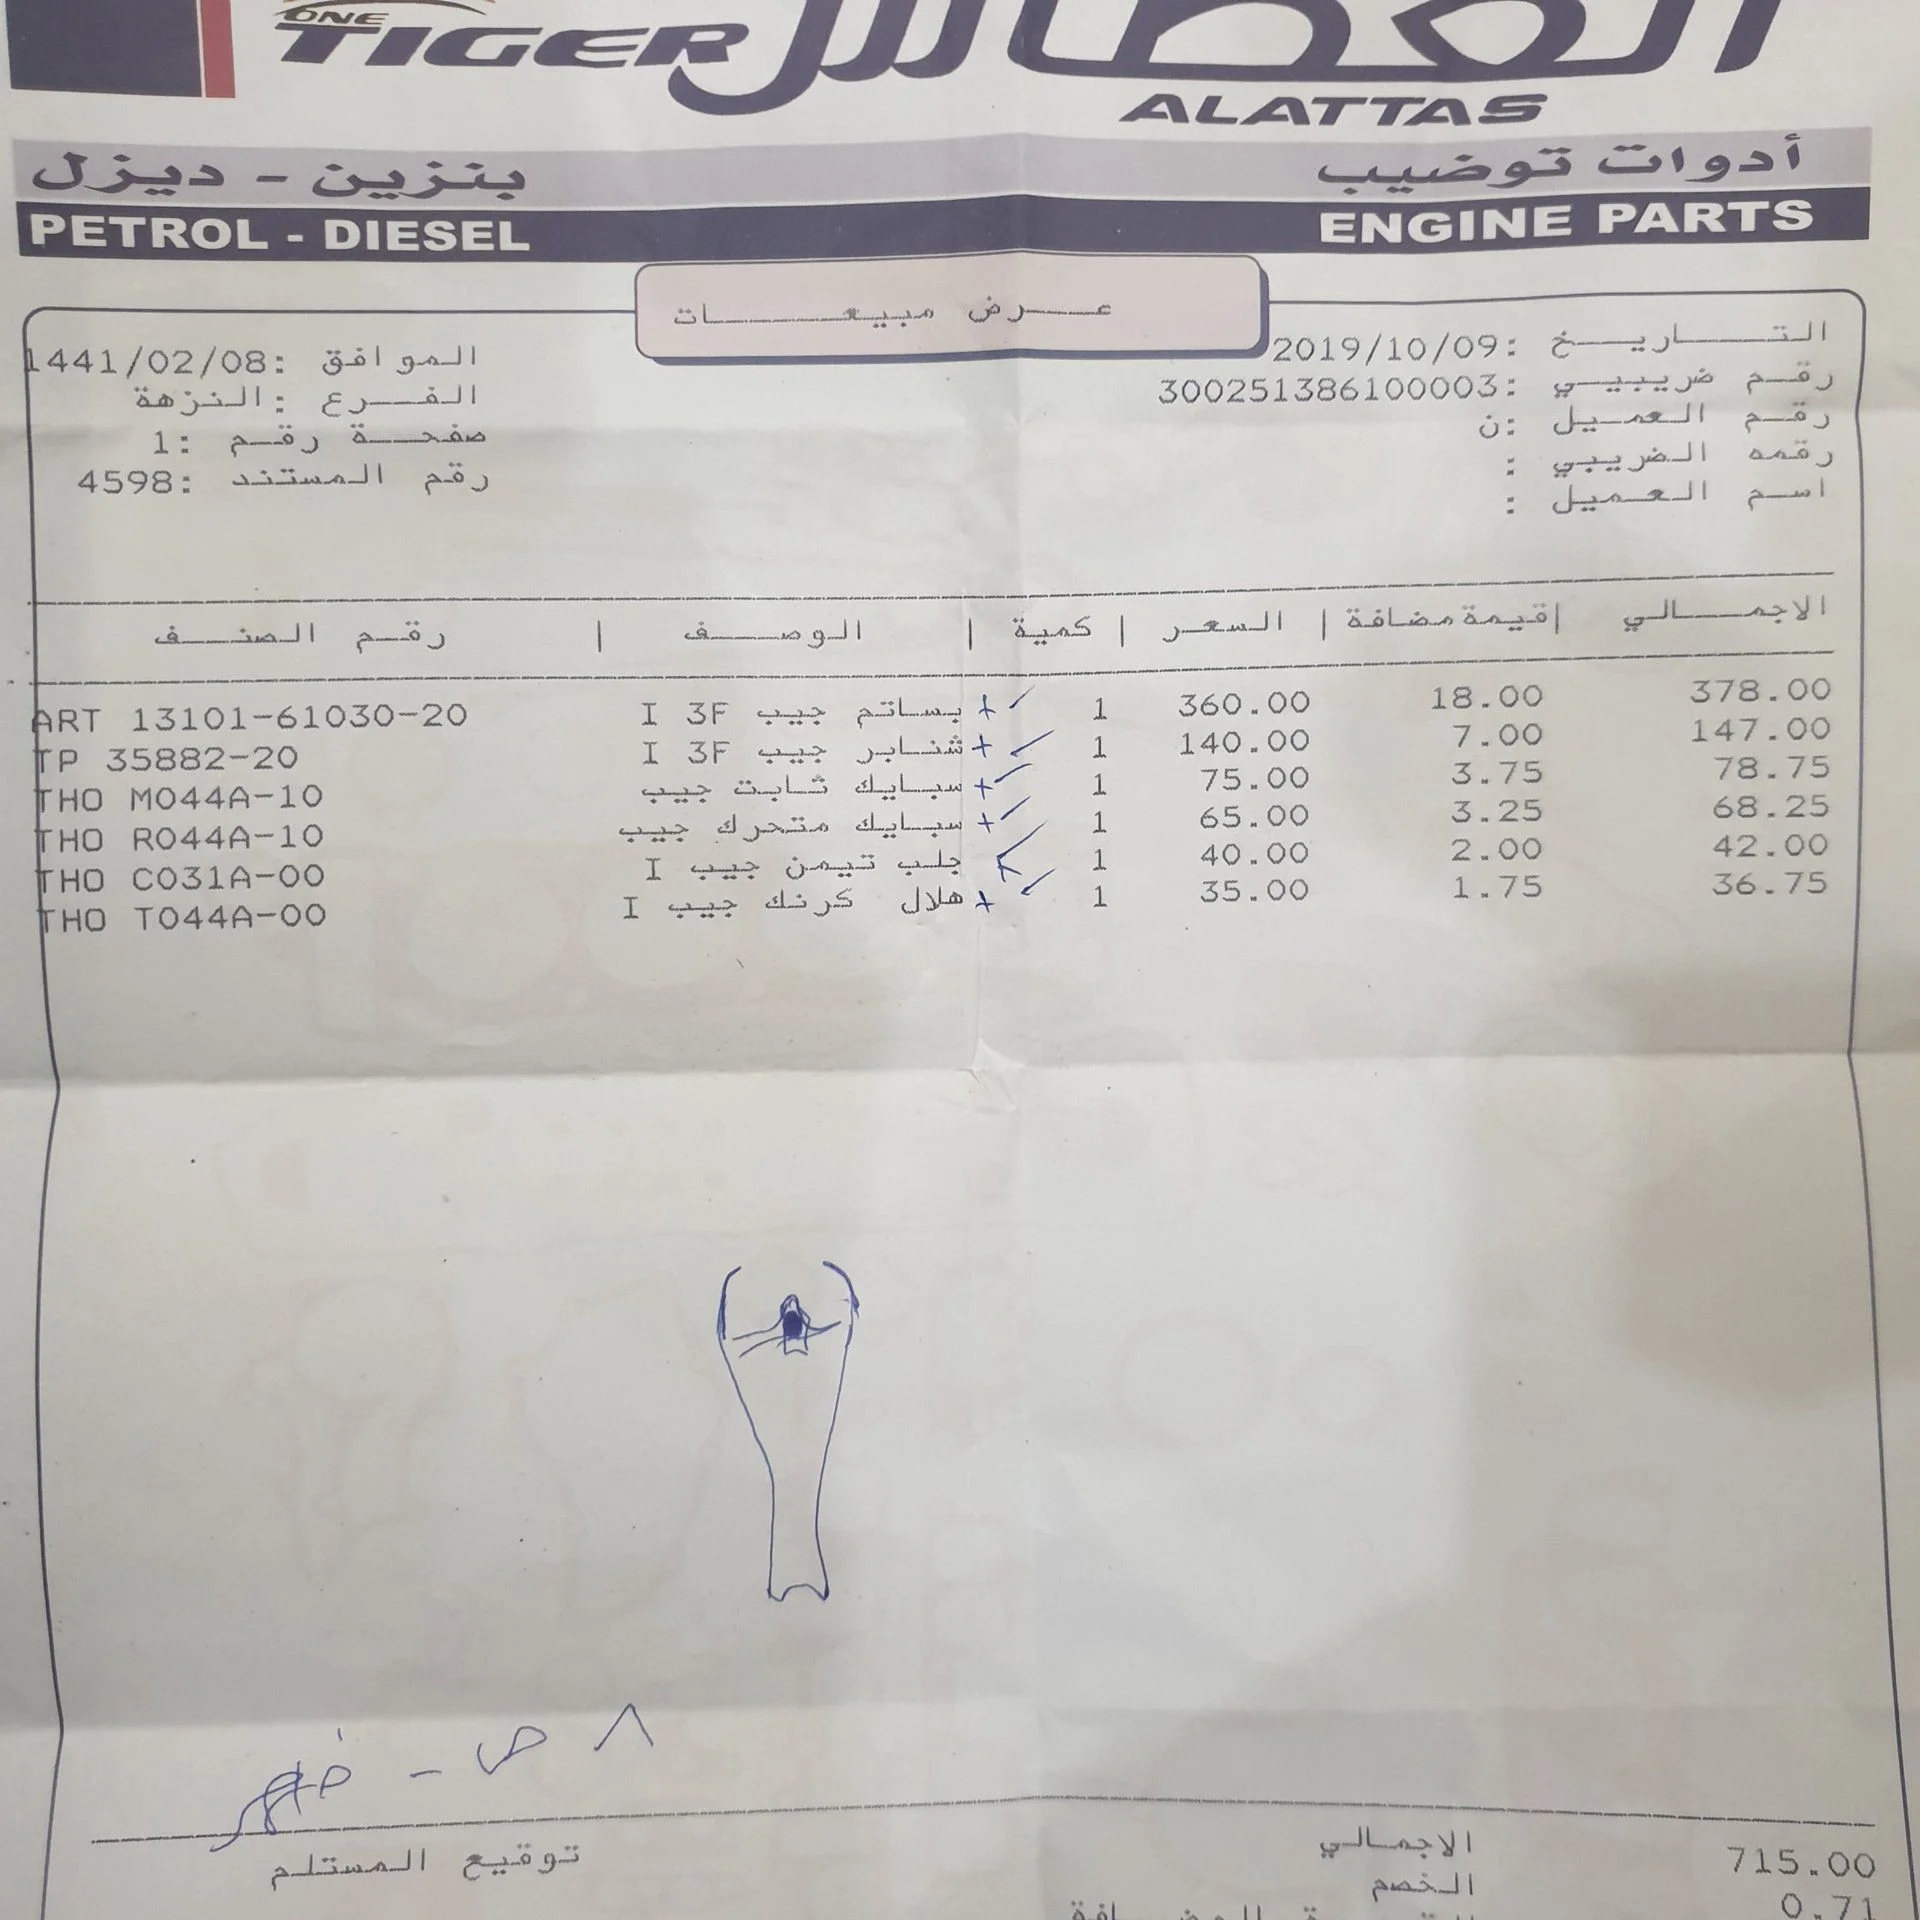 ONE
TIGER
العطاس
ALATTAS
أدوات توضيب
بنزين - ديزل
ENGINE PARTS
PETROL - DIESEL
عرض مبيعات
التاريخ :2019/10/09
الموافق :1441/02/08
رقم ضريبي :300251386100003
الفرع :النزهة
رقم العميل :ن
صفحة رقم :1
رقمه الضريبي :
رقم المستند :4598
اسم العميل :
رقم الصنف | الوصف | كمية | السعر | قيمة مضافة | الاجمالي
ART 13101-61030-20 بساتم جيب I 3F 1 360.00 18.00 378.00
TP 35882-20 شنابر جيب I 3F 1 140.00 7.00 147.00
THO M044A-10 سبايك ثابت جيب 1 75.00 3.75 78.75
THO R044A-10 سبايك متحرك جيب 1 65.00 3.25 68.25
THO C031A-00 جلب تيمن جيب I 1 40.00 2.00 42.00
THO T044A-00 هلال كرنك جيب I 1 35.00 1.75 36.75
٨ ص -
توقيع المستلم
الاجمالي 715.00
الخصم 0.71